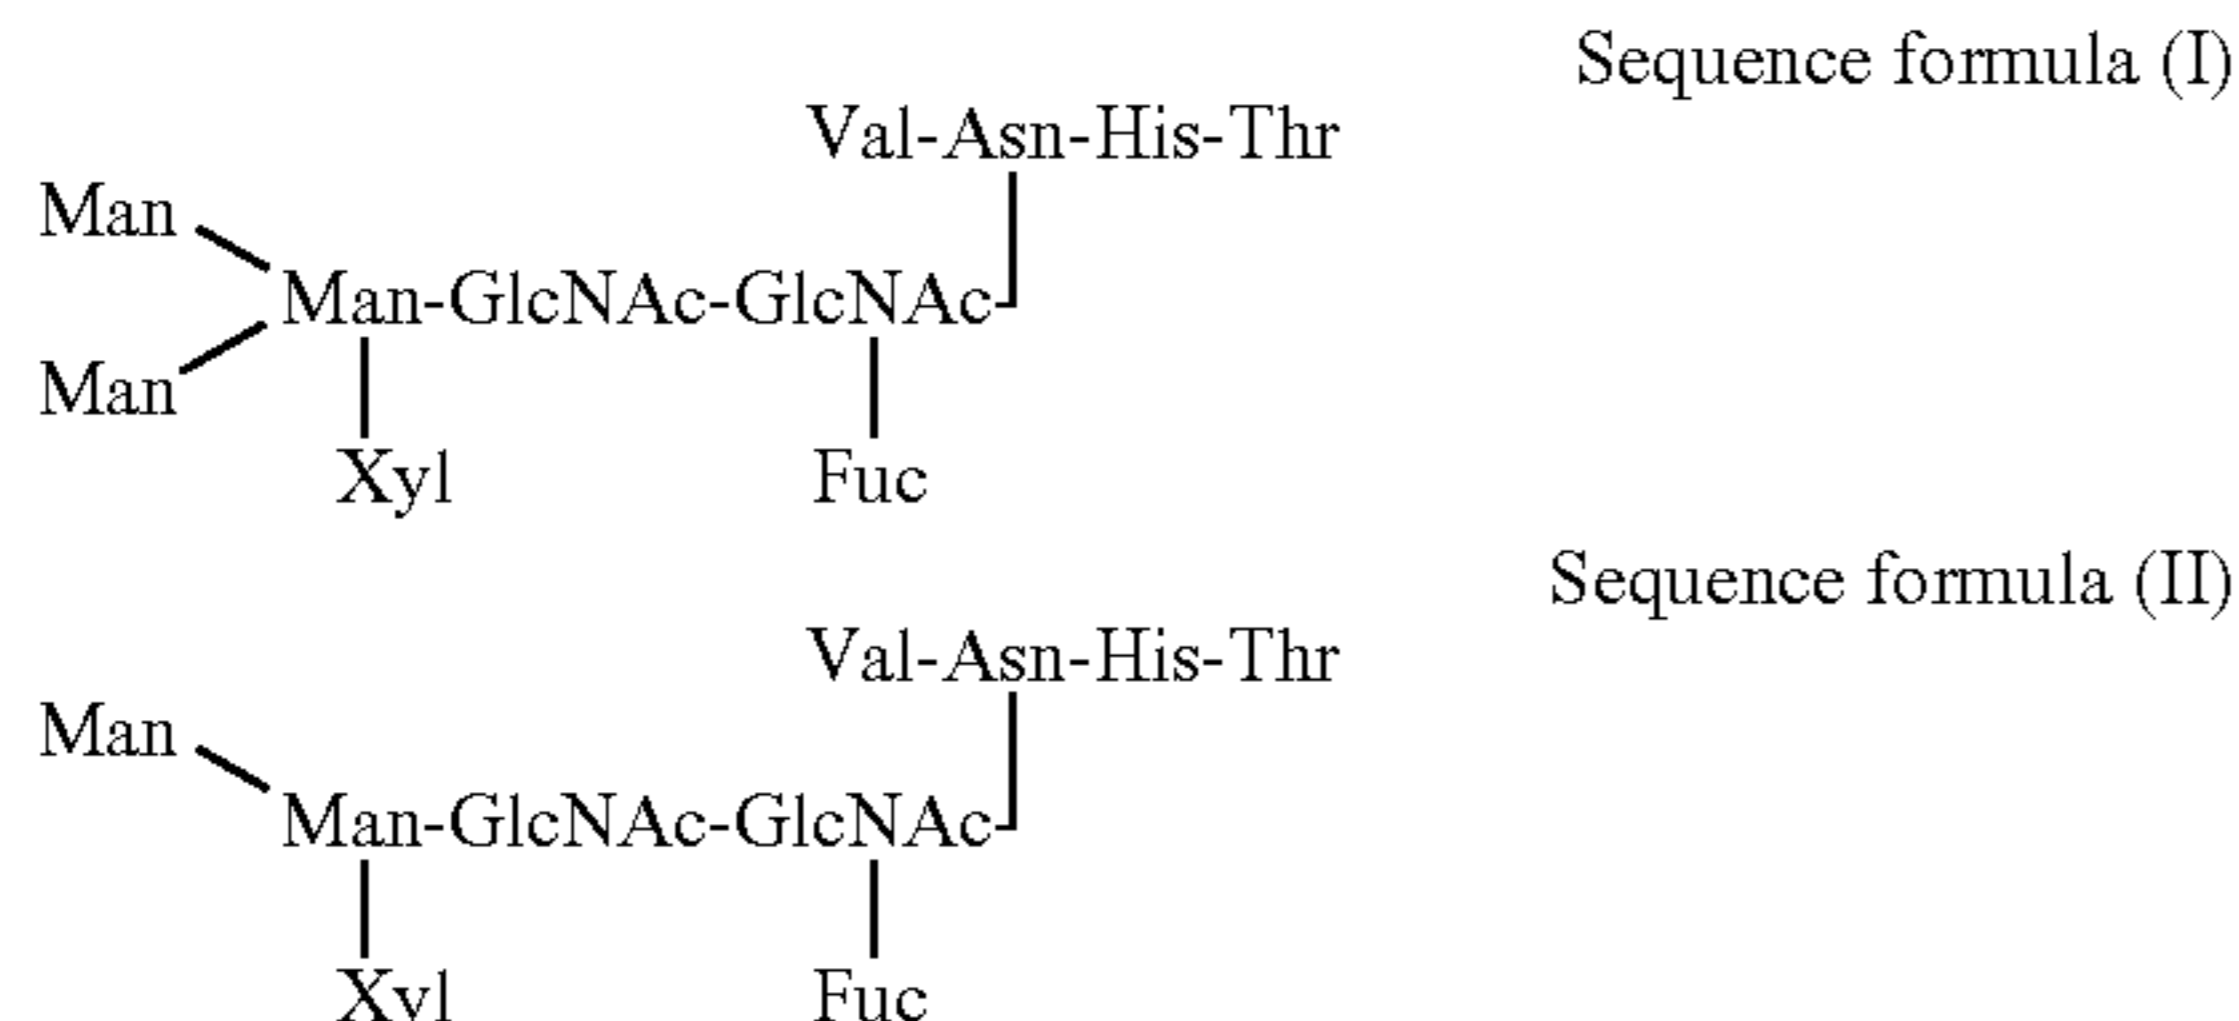 Sequence formula (I)
Val-Asn-His-Thr
Man
Man-GlcNAc-GlcNAc
Man
Xyl
Fuc
Sequence formula (II)
Val-Asn-His-Thr
Man
Man-GlcNAc-GlcNAc
Xyl
Fuc